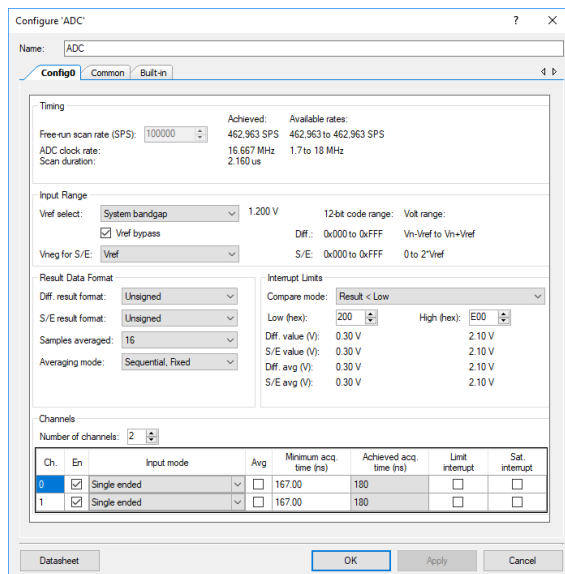 Configure 'ADC'
? ×
Name: ADC
Config0 Common Built-in
Timing
Achieved: Available rates:
Free-run scan rate (SPS): 100000 462,963 SPS 462,963 to 462,963 SPS
ADC clock rate: 16.667 MHz 1.7 to 18 MHz
Scan duration: 2.160 us
Input Range
Vref select: System bandgap 1.200 V 12-bit code range: Volt range:
Vref bypass Diff.: 0x000 to 0xFFF Vn-Vref to Vn+Vref
Vneg for S/E: Vref S/E: 0x000 to 0xFFF 0 to 2*Vref
Result Data Format
Diff. result format: Unsigned
S/E result format: Unsigned
Samples averaged: 16
Averaging mode: Sequential, Fixed
Interrupt Limits
Compare mode: Result < Low
Low (hex): 200 High (hex): E00
Diff. value (V): 0.30 V 2.10 V
S/E value (V): 0.30 V 2.10 V
Diff. avg (V): 0.30 V 2.10 V
S/E avg (V): 0.30 V 2.10 V
Channels
Number of channels: 2
Ch. En Input mode Avg Minimum acq. time (ns) Achieved acq. time (ns) Limit interrupt Sat. interrupt
0 Single ended 167.00 180
1 Single ended 167.00 180
Datasheet OK Apply Cancel